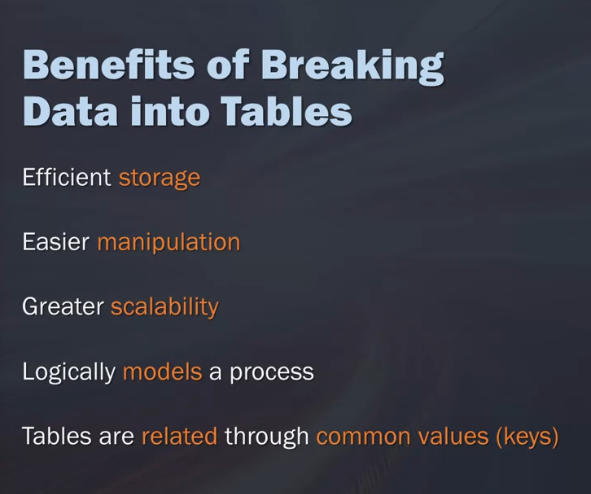 Benefits of Breaking
Data into Tables
Efficient storage
Easier manipulation
Greater scalability
Logically models a process
Tables are related through common values (keys)